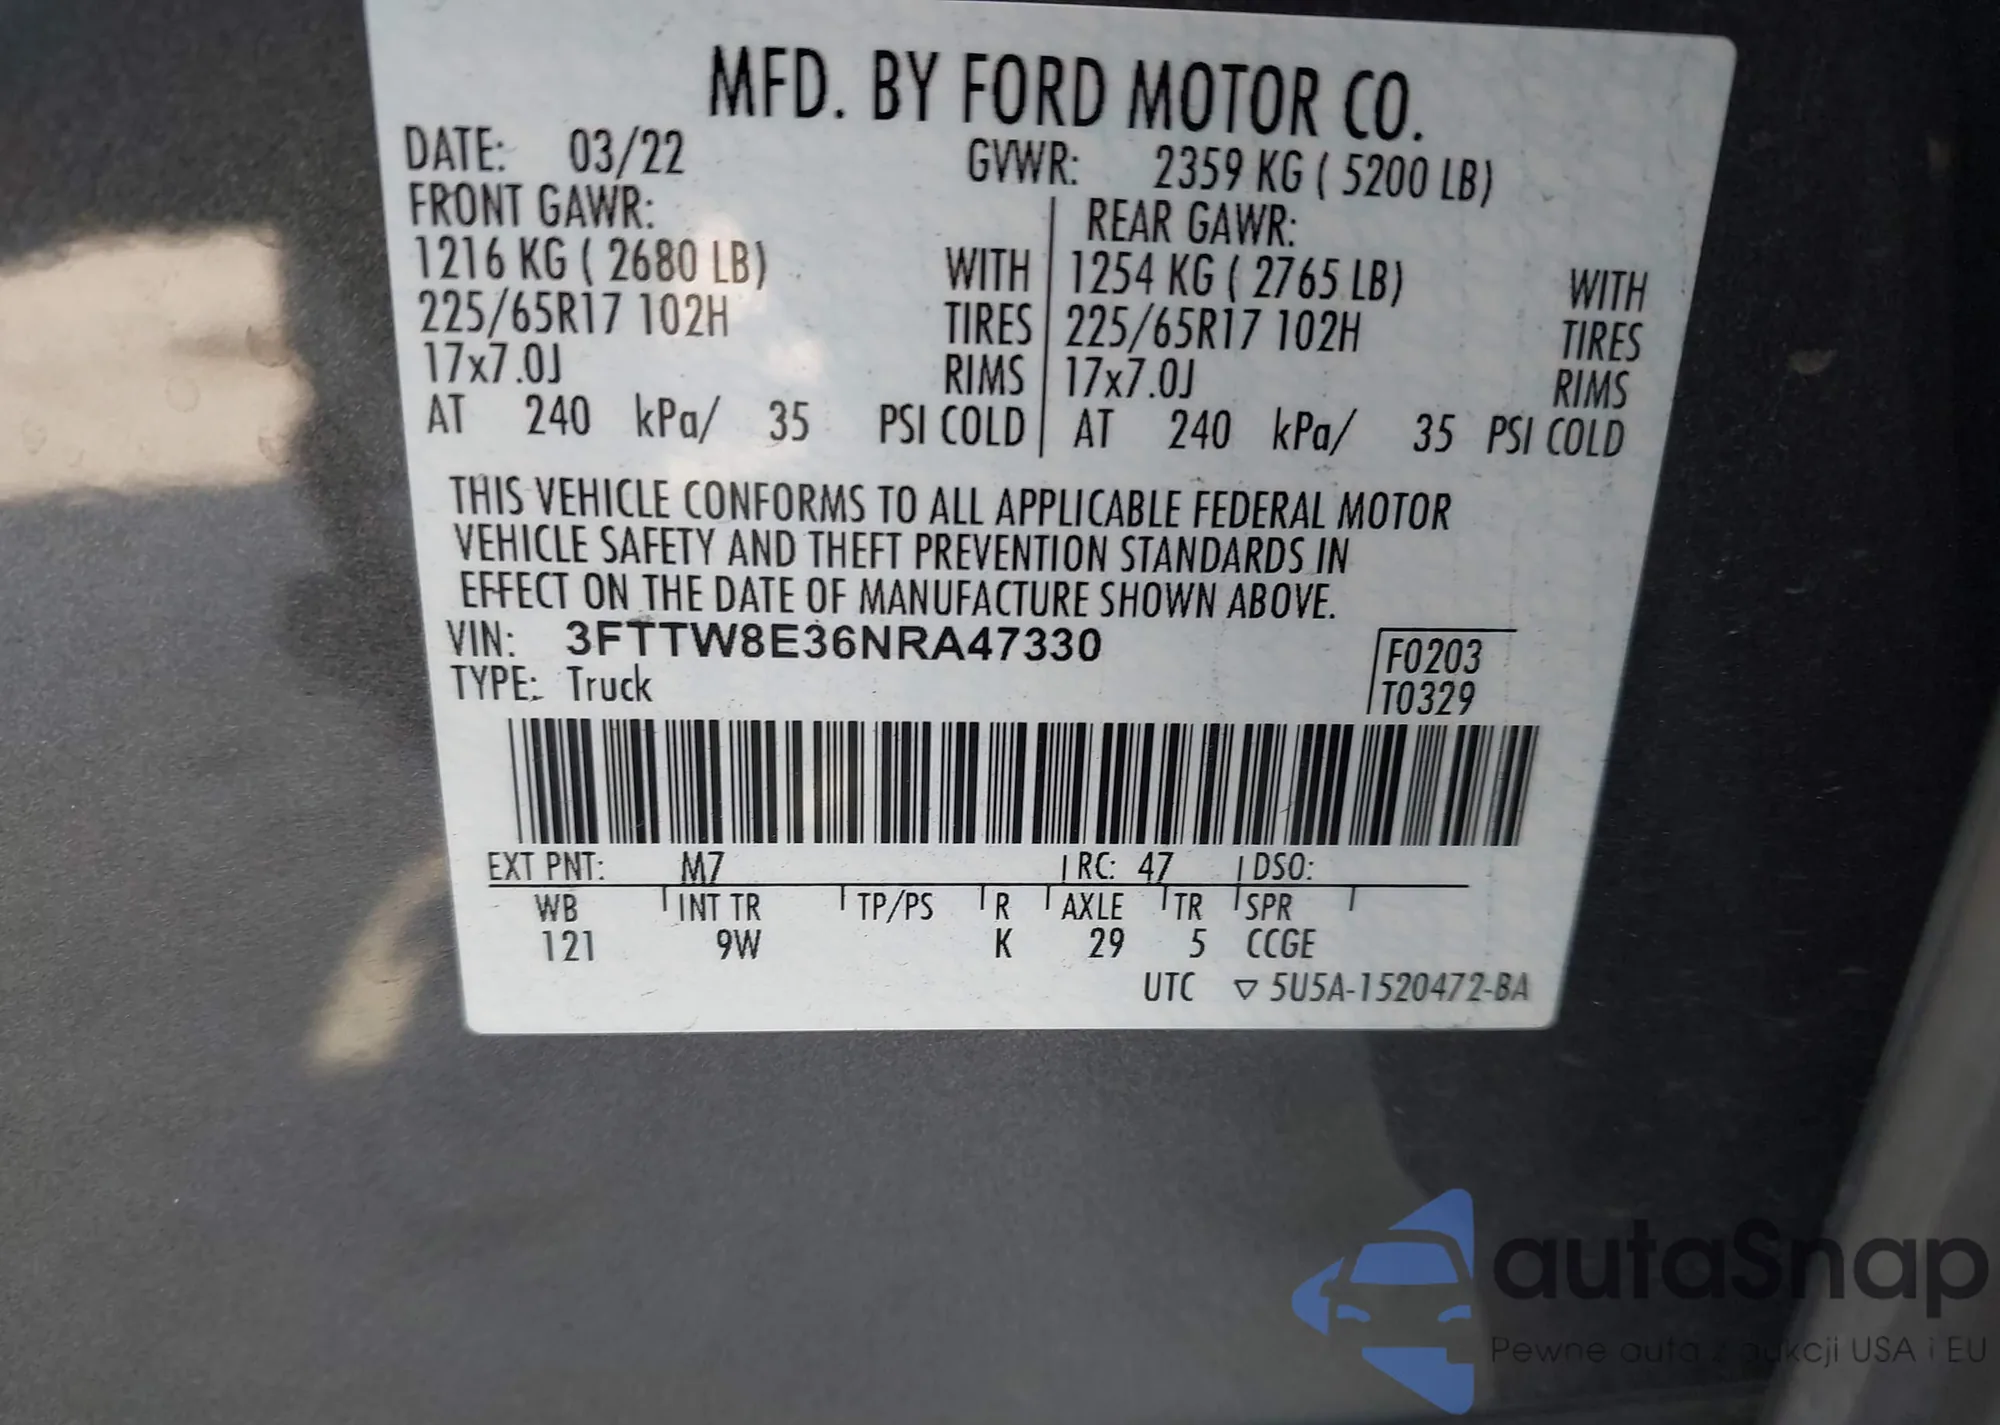 MFD. BY FORD MOTOR CO.
DATE: 03/22 GVWR: 2359 KG ( 5200 LB)
FRONT GAWR: REAR GAWR:
1216 KG ( 2680 LB) WITH 1254 KG ( 2765 LB) WITH
225/65R17 102H TIRES 225/65R17 102H TIRES
17x7.0J RIMS 17x7.0J RIMS
AT 240 kPa/ 35 PSI COLD AT 240 kPa/ 35 PSI COLD
THIS VEHICLE CONFORMS TO ALL APPLICABLE FEDERAL MOTOR
VEHICLE SAFETY AND THEFT PREVENTION STANDARDS IN
EFFECT ON THE DATE OF MANUFACTURE SHOWN ABOVE.
VIN: 3FTTW8E36NRA47330 F0203
TYPE: Truck T0329
EXT PNT: M7 RC: 47 DSO:
WB INT TR TP/PS R AXLE TR SPR
121 9W K 29 5 CCGE
UTC ▽ 5U5A-1520472-BA
autaSnap
Pewne auta z aukcji USA i EU